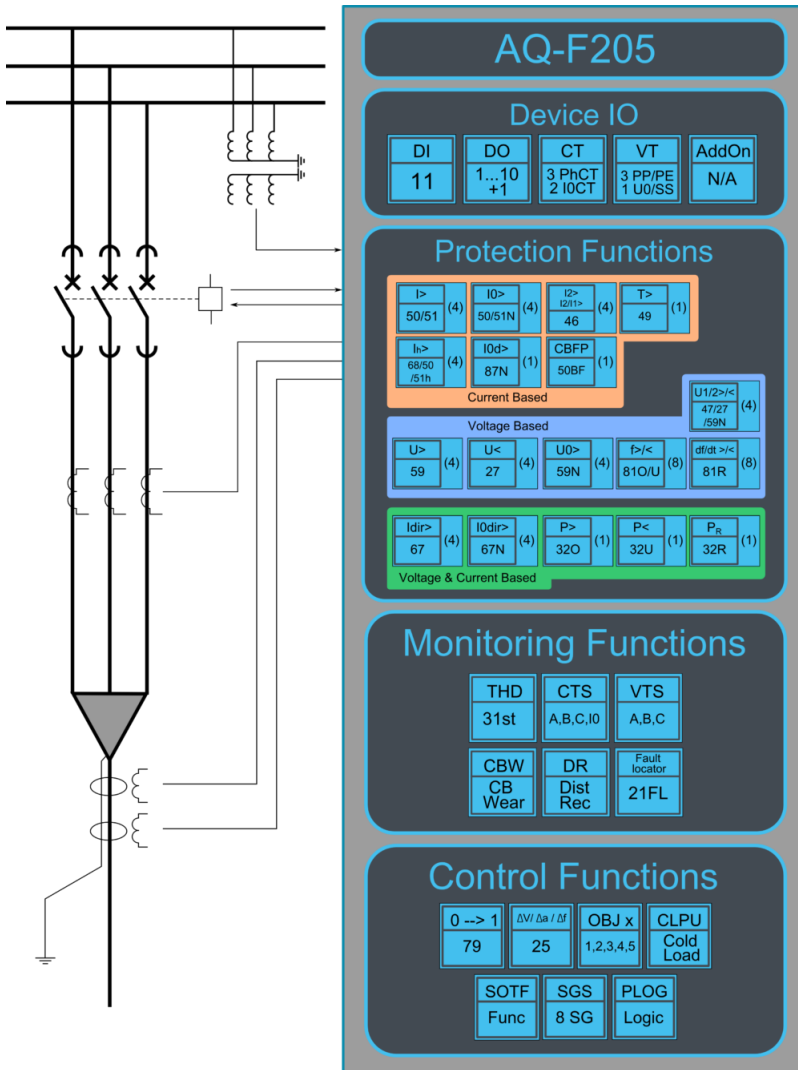 AQ-F205
Device IO
DI
11
DO
1...10
+1
CT
3 PhCT
2 I0CT
VT
3 PP/PE
1 U0/SS
AddOn
N/A
Protection Functions
I>
50/51
(4)
I0>
50/51N
(4)
I2>
I2/I1>
46
(4)
T>
49
(1)
Ih>
68/50
/51h
(4)
I0d>
87N
(1)
CBFP
50BF
(1)
Current Based
U1/2>/<
47/27
/59N
(4)
Voltage Based
U>
59
(4)
U<
27
(4)
U0>
59N
(4)
f>/<
81O/U
(8)
df/dt >/<
81R
(8)
Idir>
67
(4)
I0dir>
67N
(4)
P>
32O
(1)
P<
32U
(1)
PR
32R
(1)
Voltage & Current Based
Monitoring Functions
THD
31st
CTS
A,B,C,I0
VTS
A,B,C
CBW
CB
Wear
DR
Dist
Rec
Fault
locator
21FL
Control Functions
0 --> 1
79
ΔV/ Δa / Δf
25
OBJ x
1,2,3,4,5
CLPU
Cold
Load
SOTF
Func
SGS
8 SG
PLOG
Logic